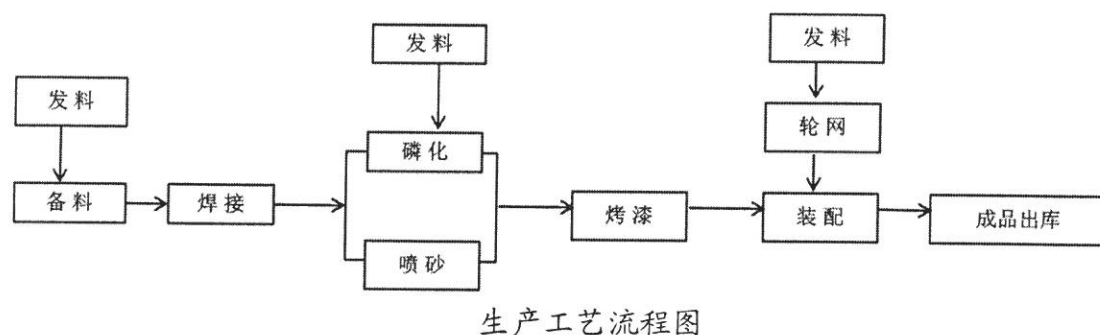 发料
发料
发料
轮网
磷化
备料
焊接
烤漆
装配
成品出库
喷砂
生产工艺流程图